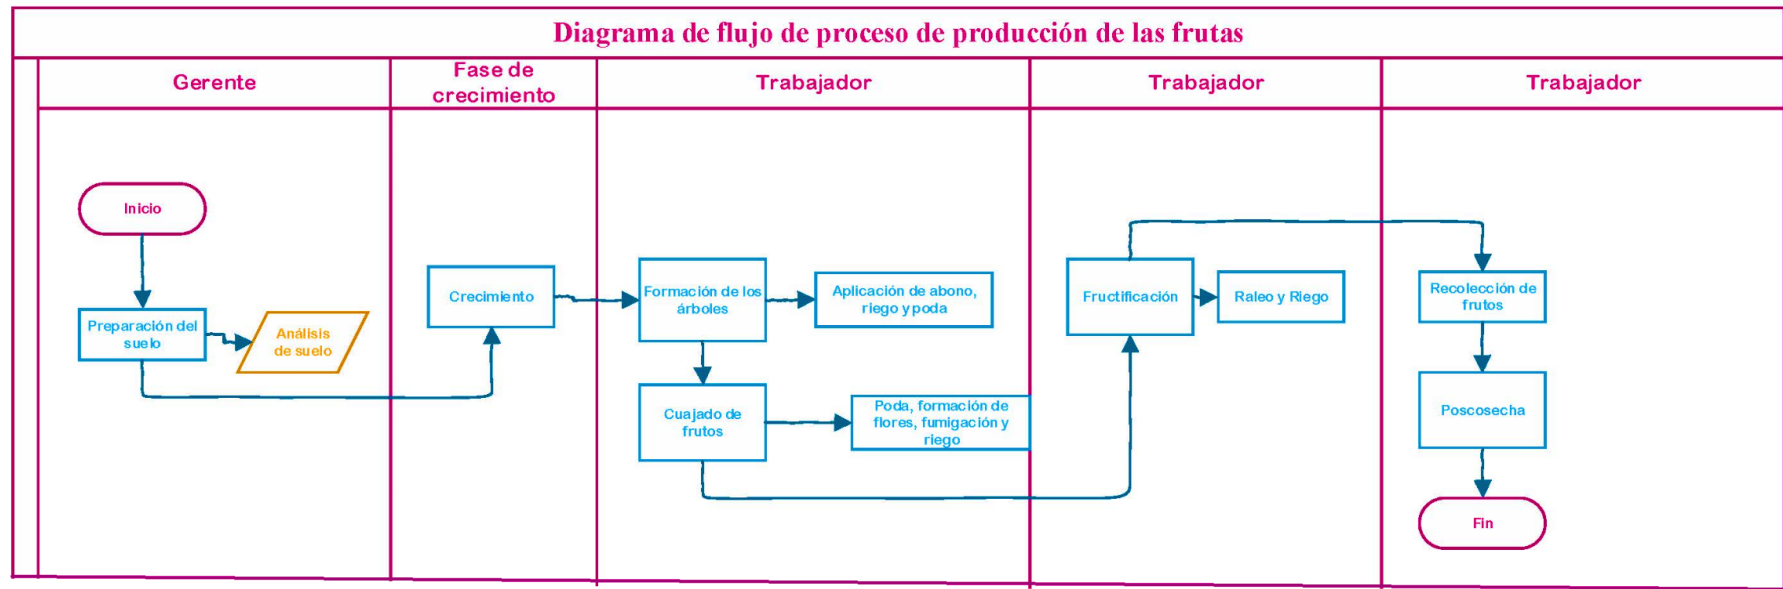 Diagrama de flujo de proceso de producción de las frutas
Gerente
Fase de
crecimiento
Trabajador
Trabajador
Trabajador
Inicio
Preparación del
suelo
Análisis
de suelo
Crecimiento
Formación de los
árboles
Aplicación de abono,
riego y poda
Cuajado de
frutos
Poda, formación de
flores, fumigación y
riego
Fructificación
Raleo y Riego
Recolección de
frutos
Poscosecha
Fin